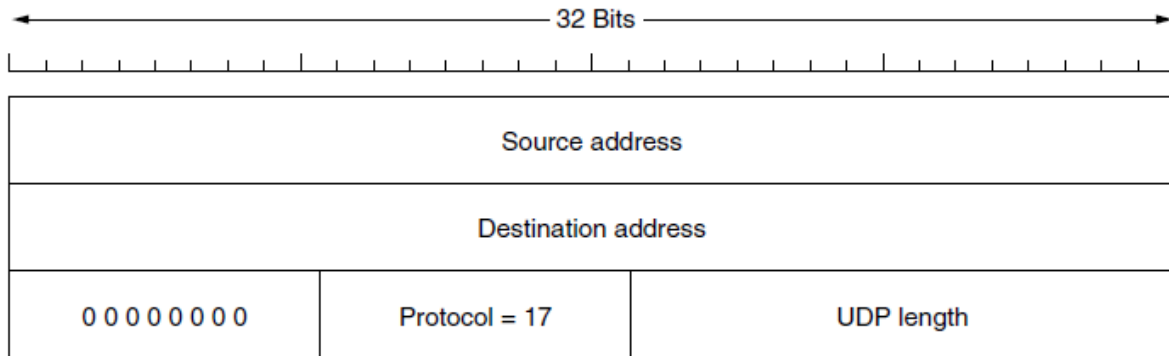 32 Bits
Source address
Destination address
0 0 0 0 0 0 0 0 Protocol = 17 UDP length